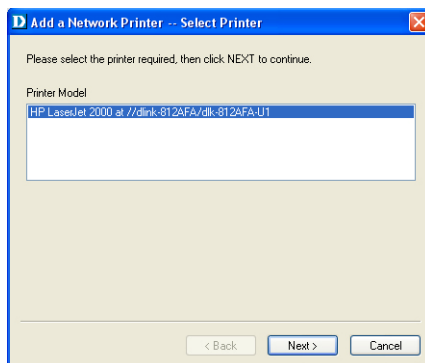 Add a Network Printer -- Select Printer
Please select the printer required, then click NEXT to continue.
Printer Model
HP LaserJet 2000 at //dlink-812AFA/dlk-812AFA-U1
< Back Next > Cancel